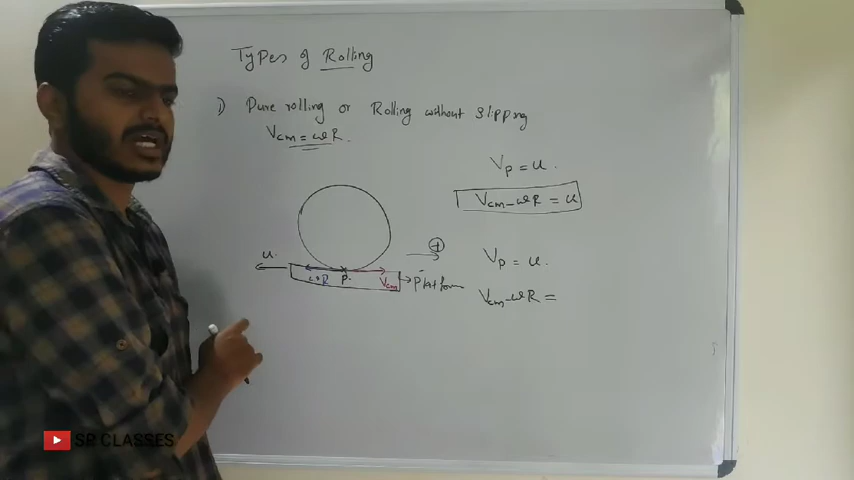 Types of Rolling
1) Pure rolling or Rolling without slipping
Vcm = ωR.
Vp = u.
Vcm - ωR = u
+
u.
ωR P. Vcm → Platform
Vp = u.
Vcm - ωR =
SR CLASSES